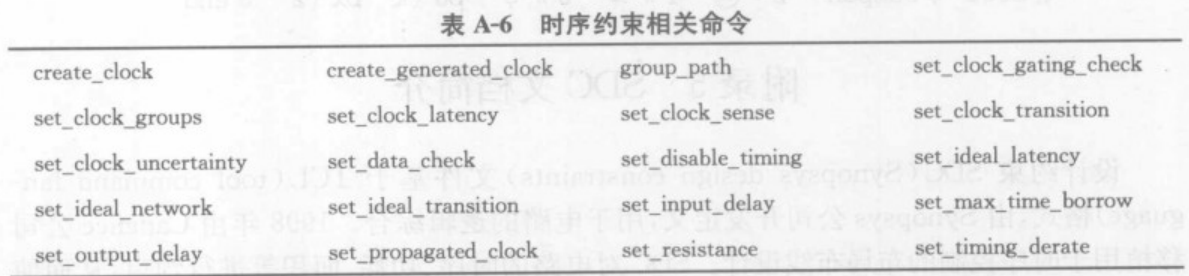 表 A-6 时序约束相关命令
create_clock create_generated_clock group_path set_clock_gating_check
set_clock_groups set_clock_latency set_clock_sense set_clock_transition
set_clock_uncertainty set_data_check set_disable_timing set_ideal_latency
set_ideal_network set_ideal_transition set_input_delay set_max_time_borrow
set_output_delay set_propagated_clock set_resistance set_timing_derate